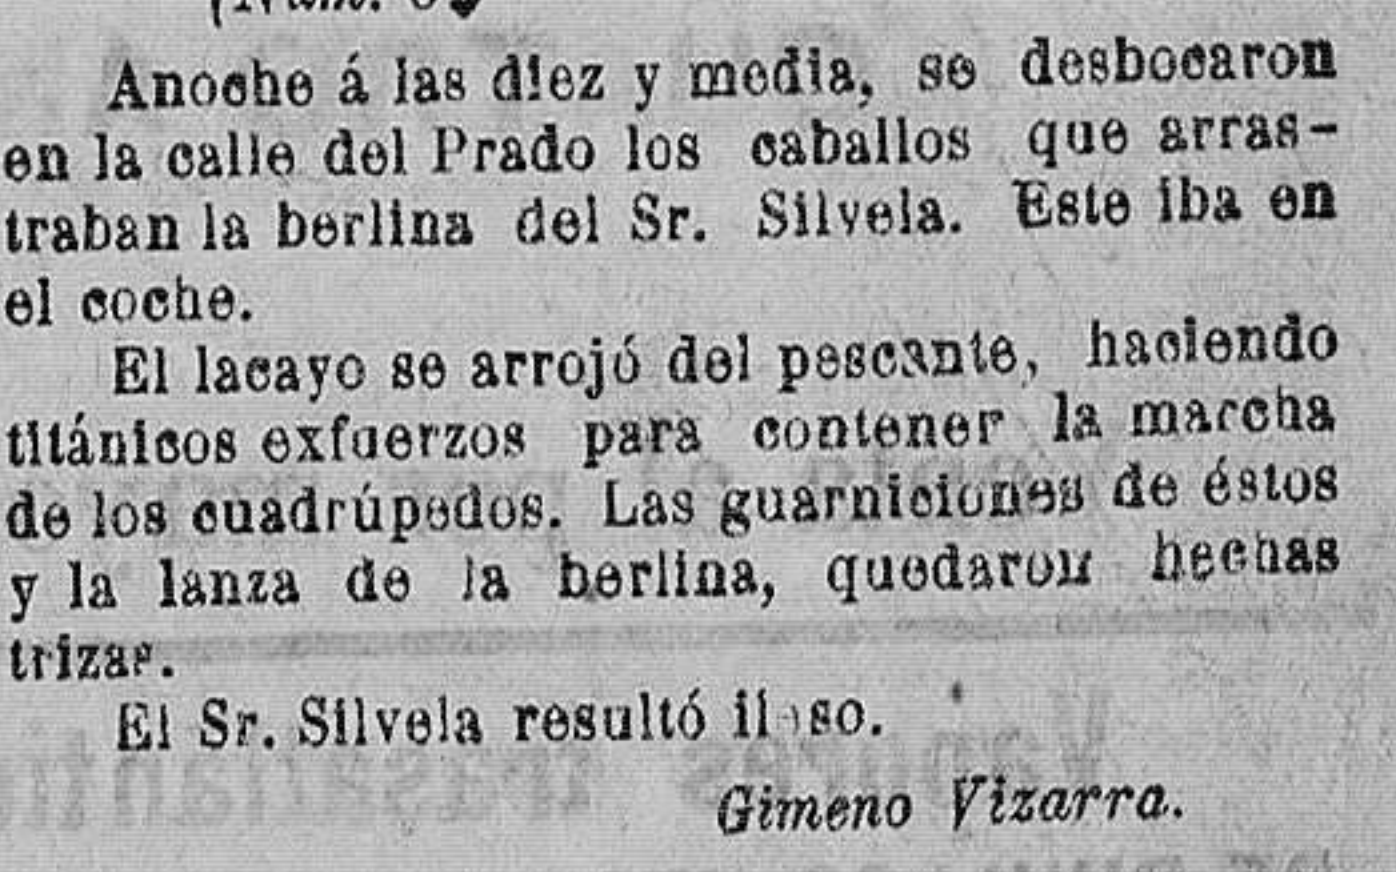 (Núm.
Anoche á las diez y media, se desbocaron
en la calle del Prado los caballos que arras-
traban la berlina del Sr. Silvela. Este iba en
el coche.
El lacayo se arrojó del pescante, haciendo
titánicos exfuerzos para contener la marcha
de los cuadrúpedos. Las guarniciones de éstos
y la lanza de la berlina, quedaron hechas
trizas.
El Sr. Silvela resultó ileso.
Gimeno Vizarra.